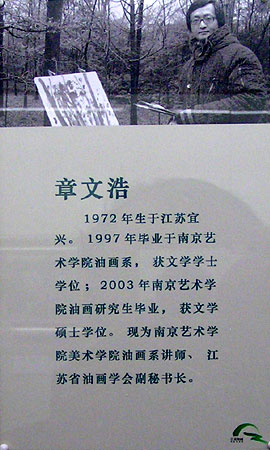 章文浩
1972 年生于江苏宜
兴。 1997 年毕业于南京艺
术学院油画系， 获文学学士
学位；2003 年南京艺术学
院油画研究生毕业， 获文学
硕士学位。 现为南京艺术学
院美术学院油画系讲师、 江
苏省油画学会副秘书长。